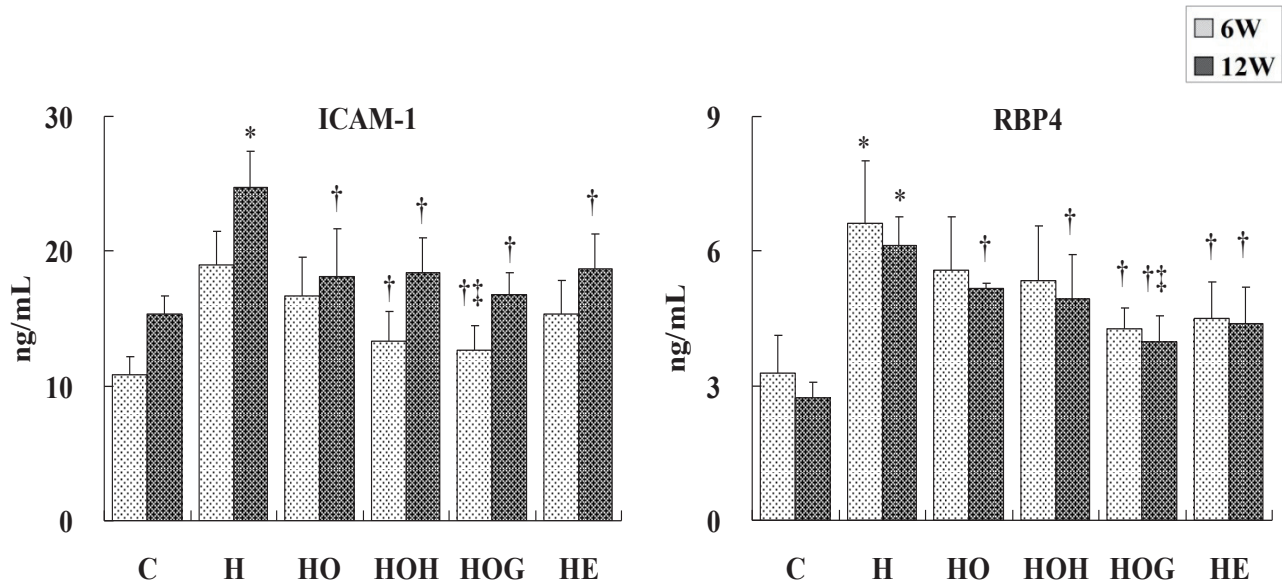 6W
12W
ICAM-1
30
20
10
0
ng/mL
*
†
†
†
†‡
†
†
C H HO HOH HOG HE
RBP4
9
6
3
0
ng/mL
*
*
†
†
†
†‡
†
†
C H HO HOH HOG HE